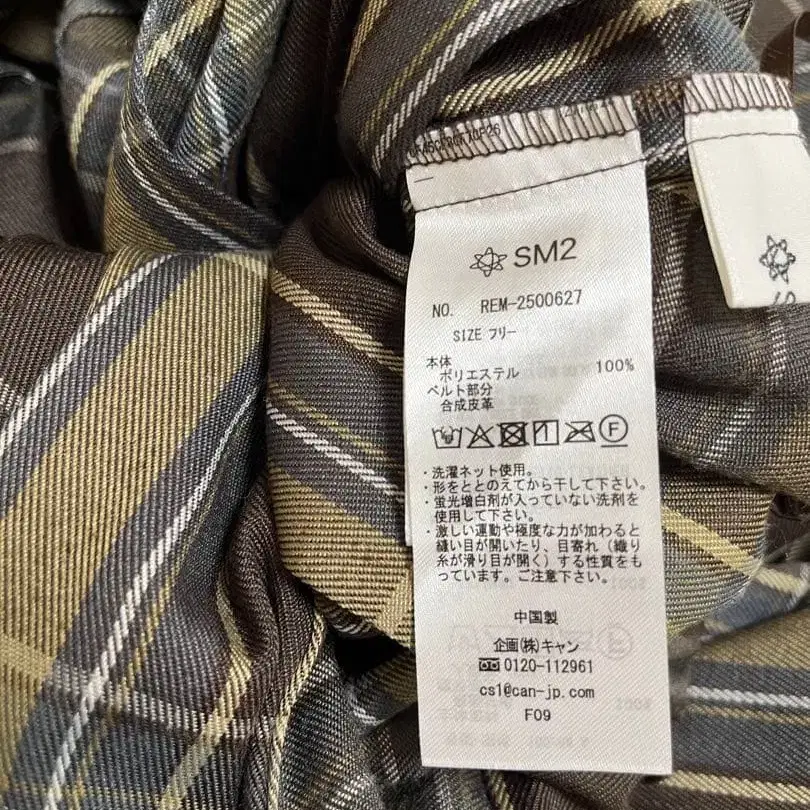 SM2
NO. REM-2500627
SIZE フリー
本体
ポリエステル 100%
ベルト部分
合成皮革
F
・洗濯ネット使用。
・形をととのえてから干して下さい。
・蛍光増白剤が入っていない洗剤を
使用して下さい。
・激しい運動や極度な力が加わると
縫い目が開いたり、目寄れ(織り
糸が滑り目が開く)する性質をも
っています。ご注意下さい。
中国製
企画(株)キャン
0120-112961
cs1@can-jp.com
F09